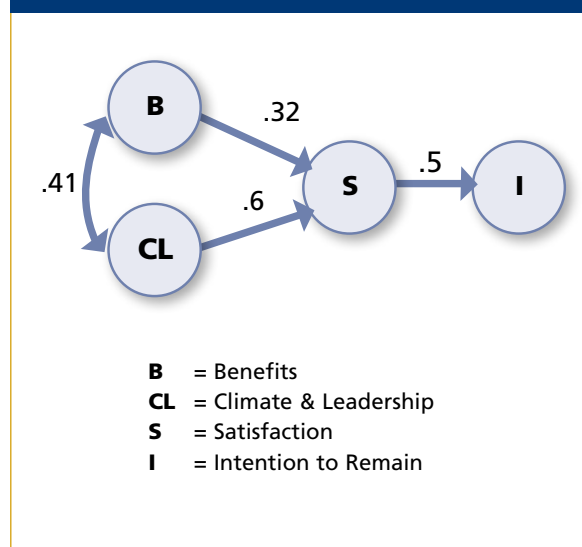 B
.32
.41
S
.5
I
.6
CL
B = Benefits
CL = Climate & Leadership
S = Satisfaction
I = Intention to Remain